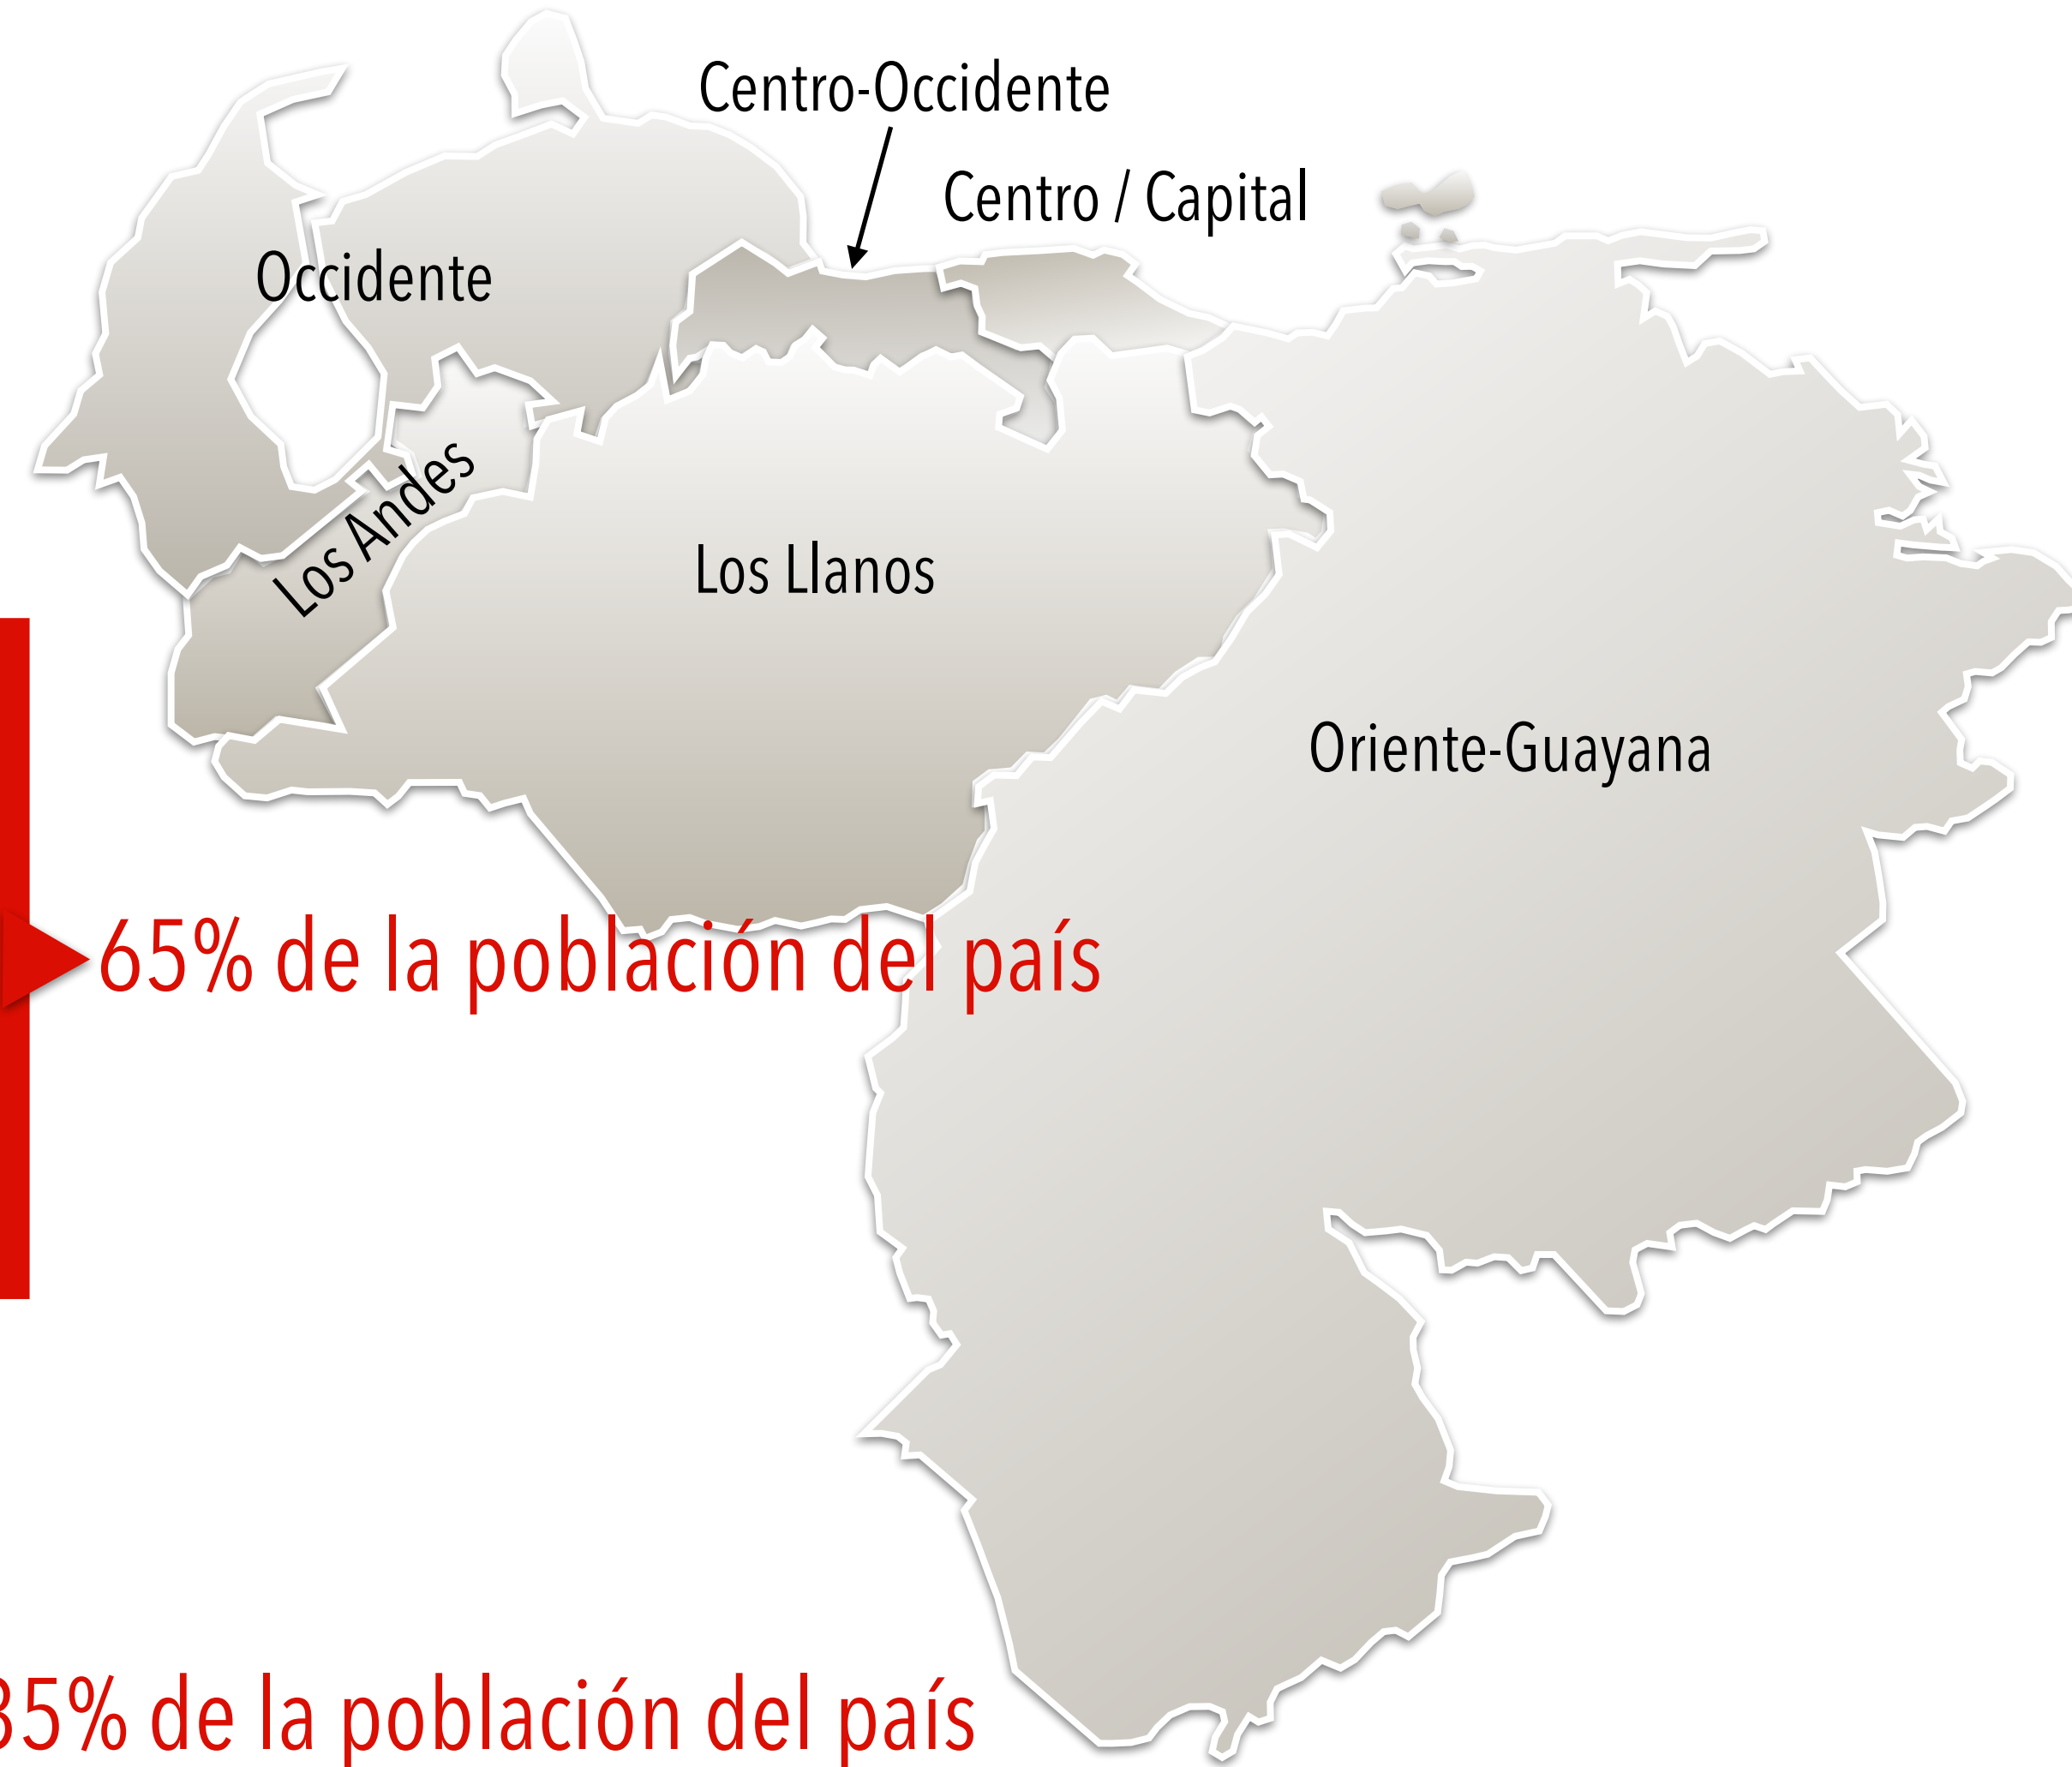 Centro-Occidente
Centro / Capital
Occidente
Los Andes
Los Llanos
Oriente-Guayana
65% de la población del país
35% de la población del país